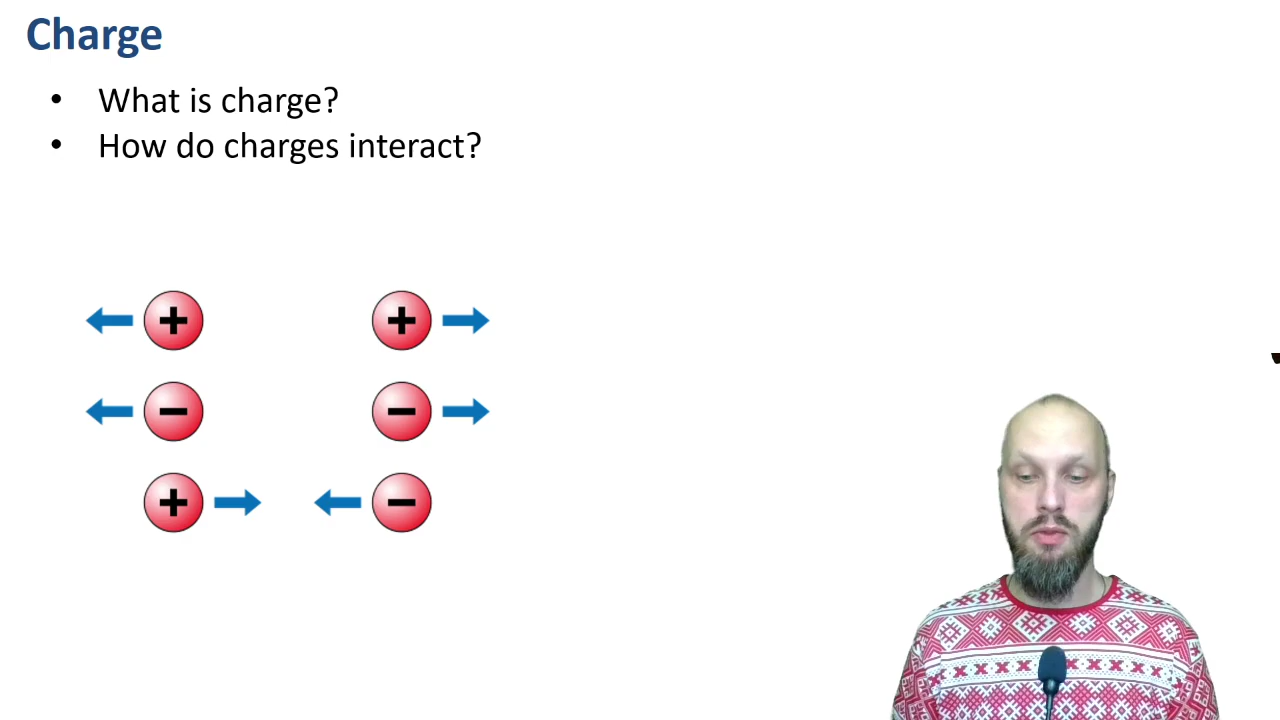 Charge
• What is charge?
• How do charges interact?
+ +
− −
+ −